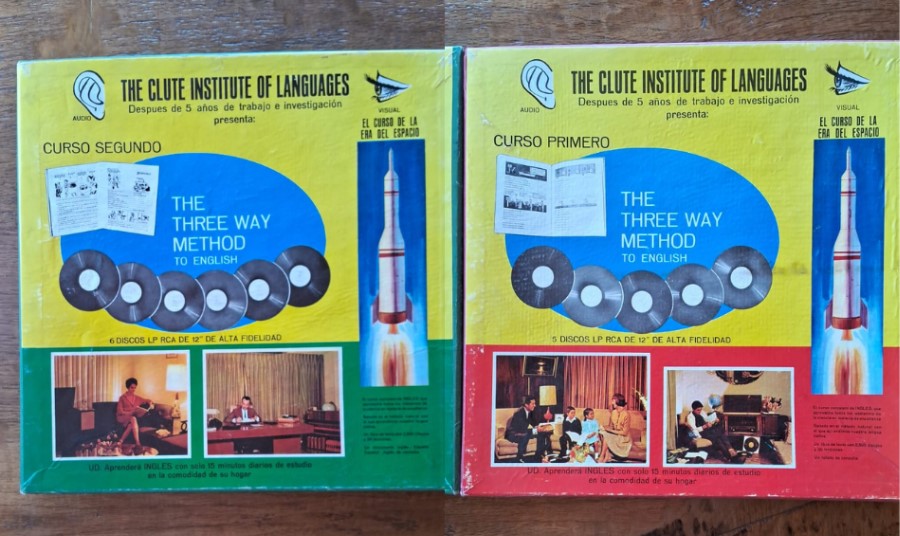 THE CLUTE INSTITUTE OF LANGUAGES
Despues de 5 años de trabajo e investigación
presenta:
AUDIO
VISUAL
EL CURSO DE LA
ERA DEL ESPACIO
CURSO SEGUNDO
THE
THREE WAY
METHOD
TO ENGLISH
6 DISCOS LP RCA DE 12" DE ALTA FIDELIDAD
UD. Aprenderá INGLES con solo 15 minutos diarios de estudio
en la comodidad de su hogar
THE CLUTE INSTITUTE OF LANGUAGES
Despues de 5 años de trabajo e investigación
presenta:
AUDIO
VISUAL
EL CURSO DE LA
ERA DEL ESPACIO
CURSO PRIMERO
THE
THREE WAY
METHOD
TO ENGLISH
5 DISCOS LP RCA DE 12" DE ALTA FIDELIDAD
UD. Aprenderá INGLES con solo 15 minutos diarios de estudio
en la comodidad de su hogar